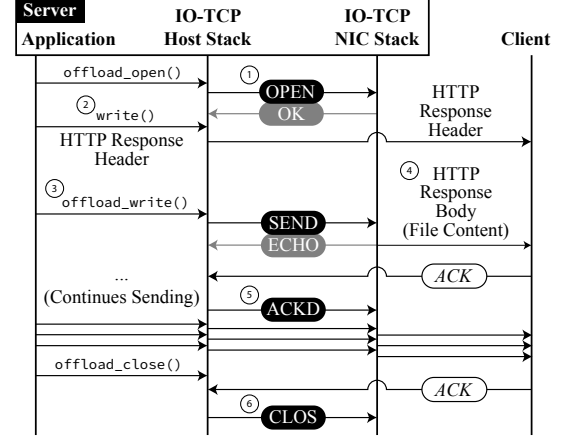 Server
IO-TCP IO-TCP
Application Host Stack NIC Stack Client
offload_open() ①
OPEN HTTP
② write() OK Response
Header
HTTP Response
Header
④ HTTP
③ Response
offload_write() Body
SEND (File Content)
ECHO
... ACK
(Continues Sending) ⑤
ACKD
offload_close()
ACK
⑥
CLOS